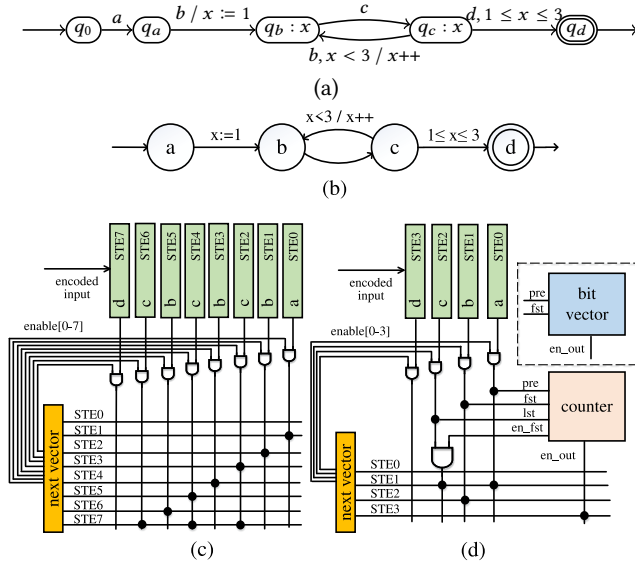 a
b / x := 1
c
d, 1 ≤ x ≤ 3
q0
qa
qb : x
qc : x
qd
b, x < 3 / x++
(a)
x<3 / x++
x:=1
1≤ x≤ 3
a
b
c
d
(b)
STE7
STE6
STE5
STE4
STE3
STE2
STE1
STE0
d
c
b
c
b
c
b
a
encoded
input
enable[0-7]
STE0
STE1
STE2
STE3
STE4
STE5
STE6
STE7
next vector
(c)
STE3
STE2
STE1
STE0
d
c
b
a
encoded
input
enable[0-3]
pre
fst
bit
vector
en_out
pre
fst
lst
en_fst
counter
en_out
STE0
STE1
STE2
STE3
next vector
(d)